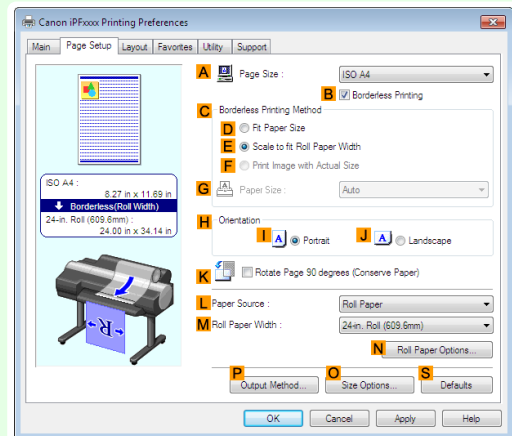 Canon iPFxxxx Printing Preferences
Main Page Setup Layout Favorites Utility Support
A Page Size : ISO A4
B Borderless Printing
C Borderless Printing Method
D Fit Paper Size
E Scale to fit Roll Paper Width
F Print Image with Actual Size
G Paper Size : Auto
ISO A4 :
8.27 in x 11.69 in
Borderless(Roll Width)
24-in. Roll (609.6mm) :
24.00 in x 34.14 in
H Orientation
I A Portrait J A Landscape
K Rotate Page 90 degrees (Conserve Paper)
L Paper Source : Roll Paper
M Roll Paper Width : 24-in. Roll (609.6mm)
N Roll Paper Options...
P O S
Output Method... Size Options... Defaults
OK Cancel Apply Help